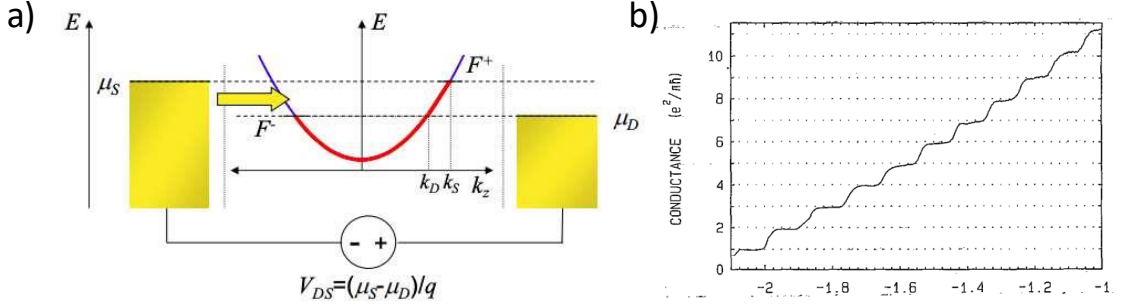 a)
E
E
μS
F+
F-
μD
kD kS kz
- +
VDS=(μS-μD)/q
b)
CONDUCTANCE (e²/πħ)
10
8
6
4
2
0
-2 -1.8 -1.6 -1.4 -1.2 -1